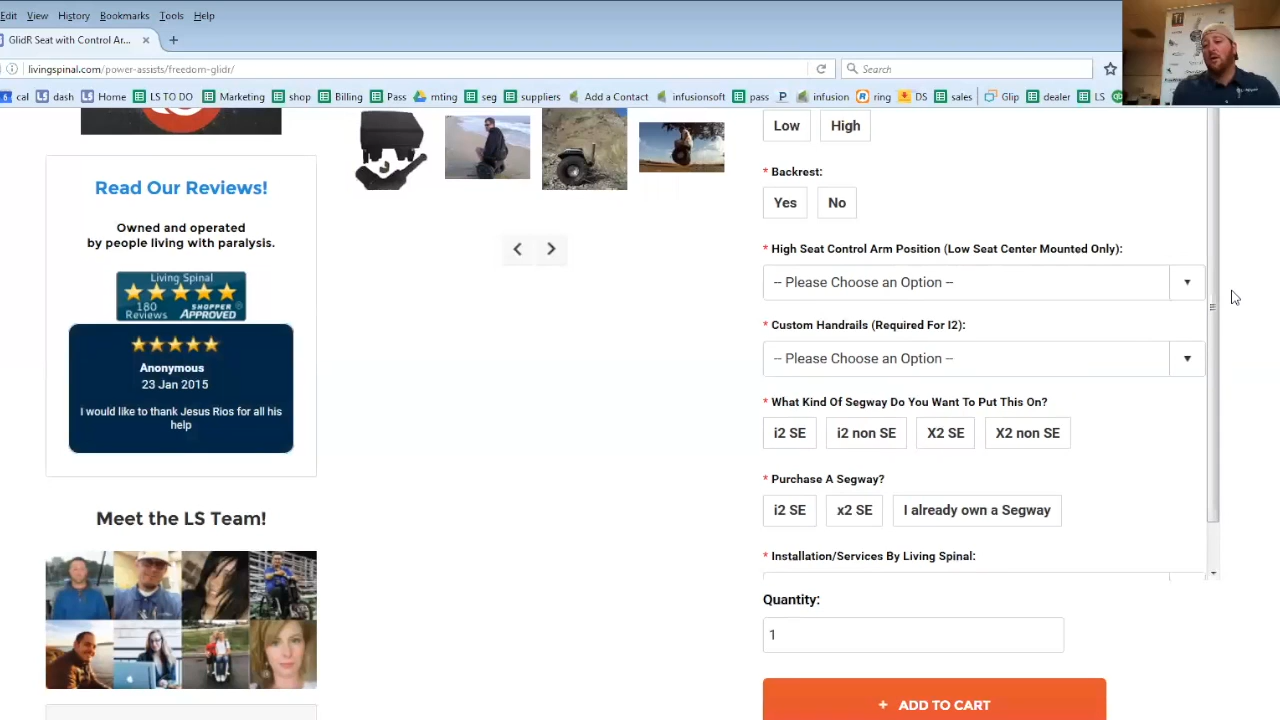 Edit View History Bookmarks Tools Help
GlidR Seat with Control Ar... × +
livingspinal.com/power-assists/freedom-glidr/ Search
cal dash Home LS TO DO Marketing shop Billing Pass mting seg suppliers Add a Contact infusionsoft pass P infusion ring DS sales Glip dealer LS
Low High
* Backrest:
Yes No
* High Seat Control Arm Position (Low Seat Center Mounted Only):
-- Please Choose an Option --
* Custom Handrails (Required For I2):
-- Please Choose an Option --
* What Kind Of Segway Do You Want To Put This On?
i2 SE i2 non SE X2 SE X2 non SE
* Purchase A Segway?
i2 SE x2 SE I already own a Segway
* Installation/Services By Living Spinal:
Quantity:
1
+ ADD TO CART
Read Our Reviews!
Owned and operated
by people living with paralysis.
Living Spinal
180
Reviews SHOPPER
APPROVED
Anonymous
23 Jan 2015
I would like to thank Jesus Rios for all his
help
Meet the LS Team!